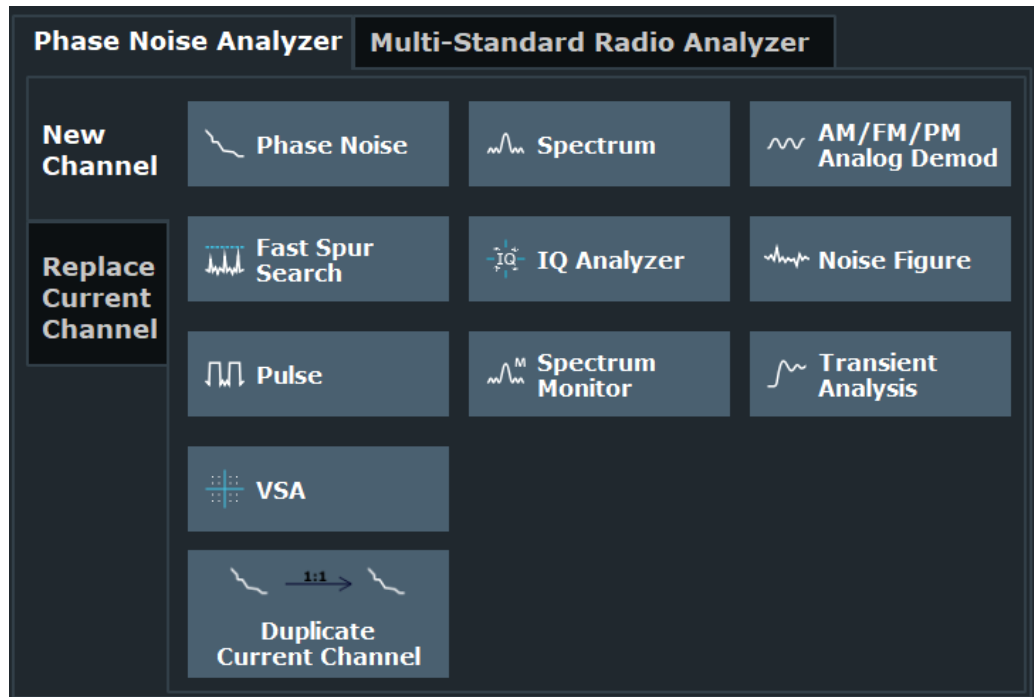 Phase Noise Analyzer
Multi-Standard Radio Analyzer
New
Channel
Replace
Current
Channel
Phase Noise
Spectrum
AM/FM/PM
Analog Demod
Fast Spur
Search
IQ
IQ Analyzer
Noise Figure
Pulse
M
Spectrum
Monitor
Transient
Analysis
VSA
1:1
Duplicate
Current Channel